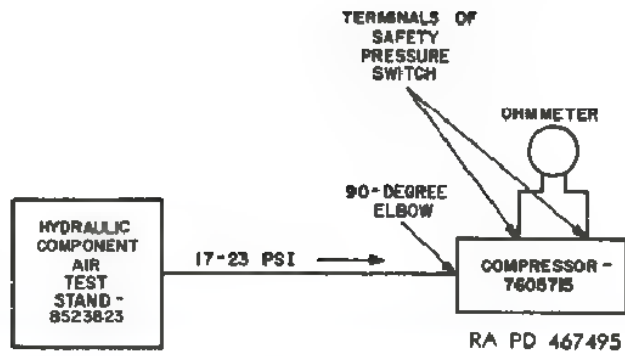 TERMINALS OF
SAFETY
PRESSURE
SWITCH
OHMMETER
90-DEGREE
ELBOW
HYDRAULIC
COMPONENT
AIR
TEST
STAND-
8523823
17-23 PSI
COMPRESSOR-
7608715
RA PD 467495